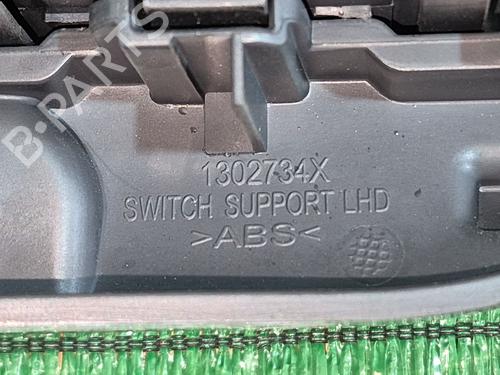 B-PARTS
1302734X
SWITCH SUPPORT LHD
>ABS<